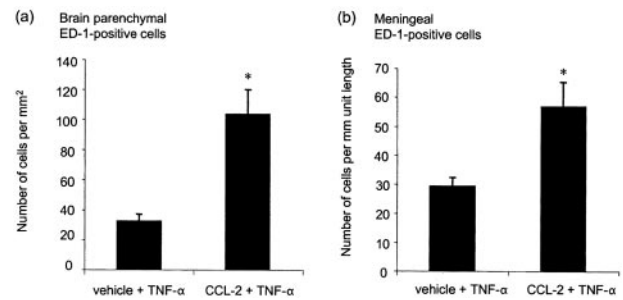 (a) Brain parenchymal
ED-1-positive cells
Number of cells per mm²
140
120
100
80
60
40
20
0
*
vehicle + TNF-α CCL-2 + TNF-α
(b) Meningeal
ED-1-positive cells
Number of cells per mm unit length
70
60
50
40
30
20
10
0
*
vehicle + TNF-α CCL-2 + TNF-α